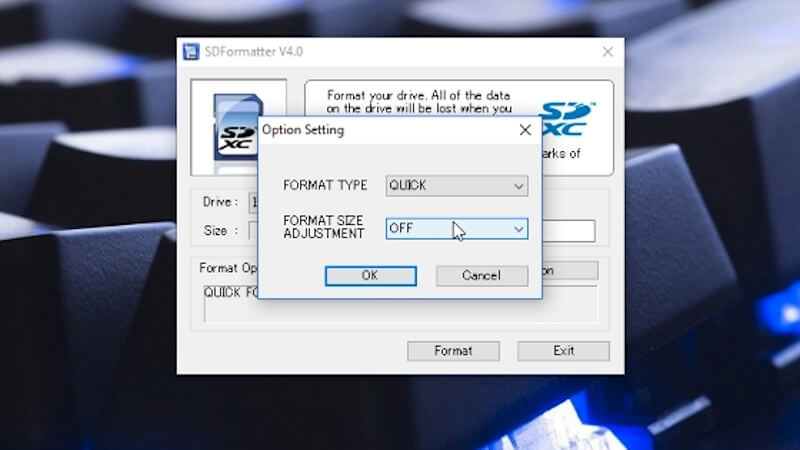 SDFormatter V4.0
Format your drive. All of the data
on the drive will be lost when you
SD
XC
SD
XC
arks of
Option Setting
FORMAT TYPE
QUICK
FORMAT SIZE
ADJUSTMENT
OFF
OK
Cancel
Drive :
Size :
Format Op
on
QUICK FO
Format
Exit